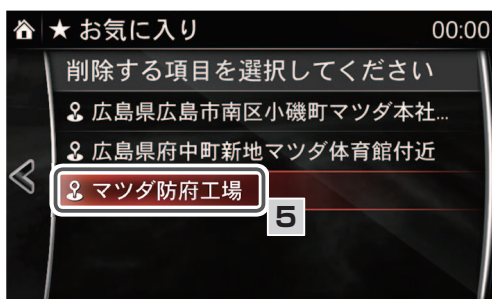 ★ お気に入り 00:00
削除する項目を選択してください
広島県広島市南区小磯町マツダ本社...
広島県府中町新地マツダ体育館付近
マツダ防府工場
5